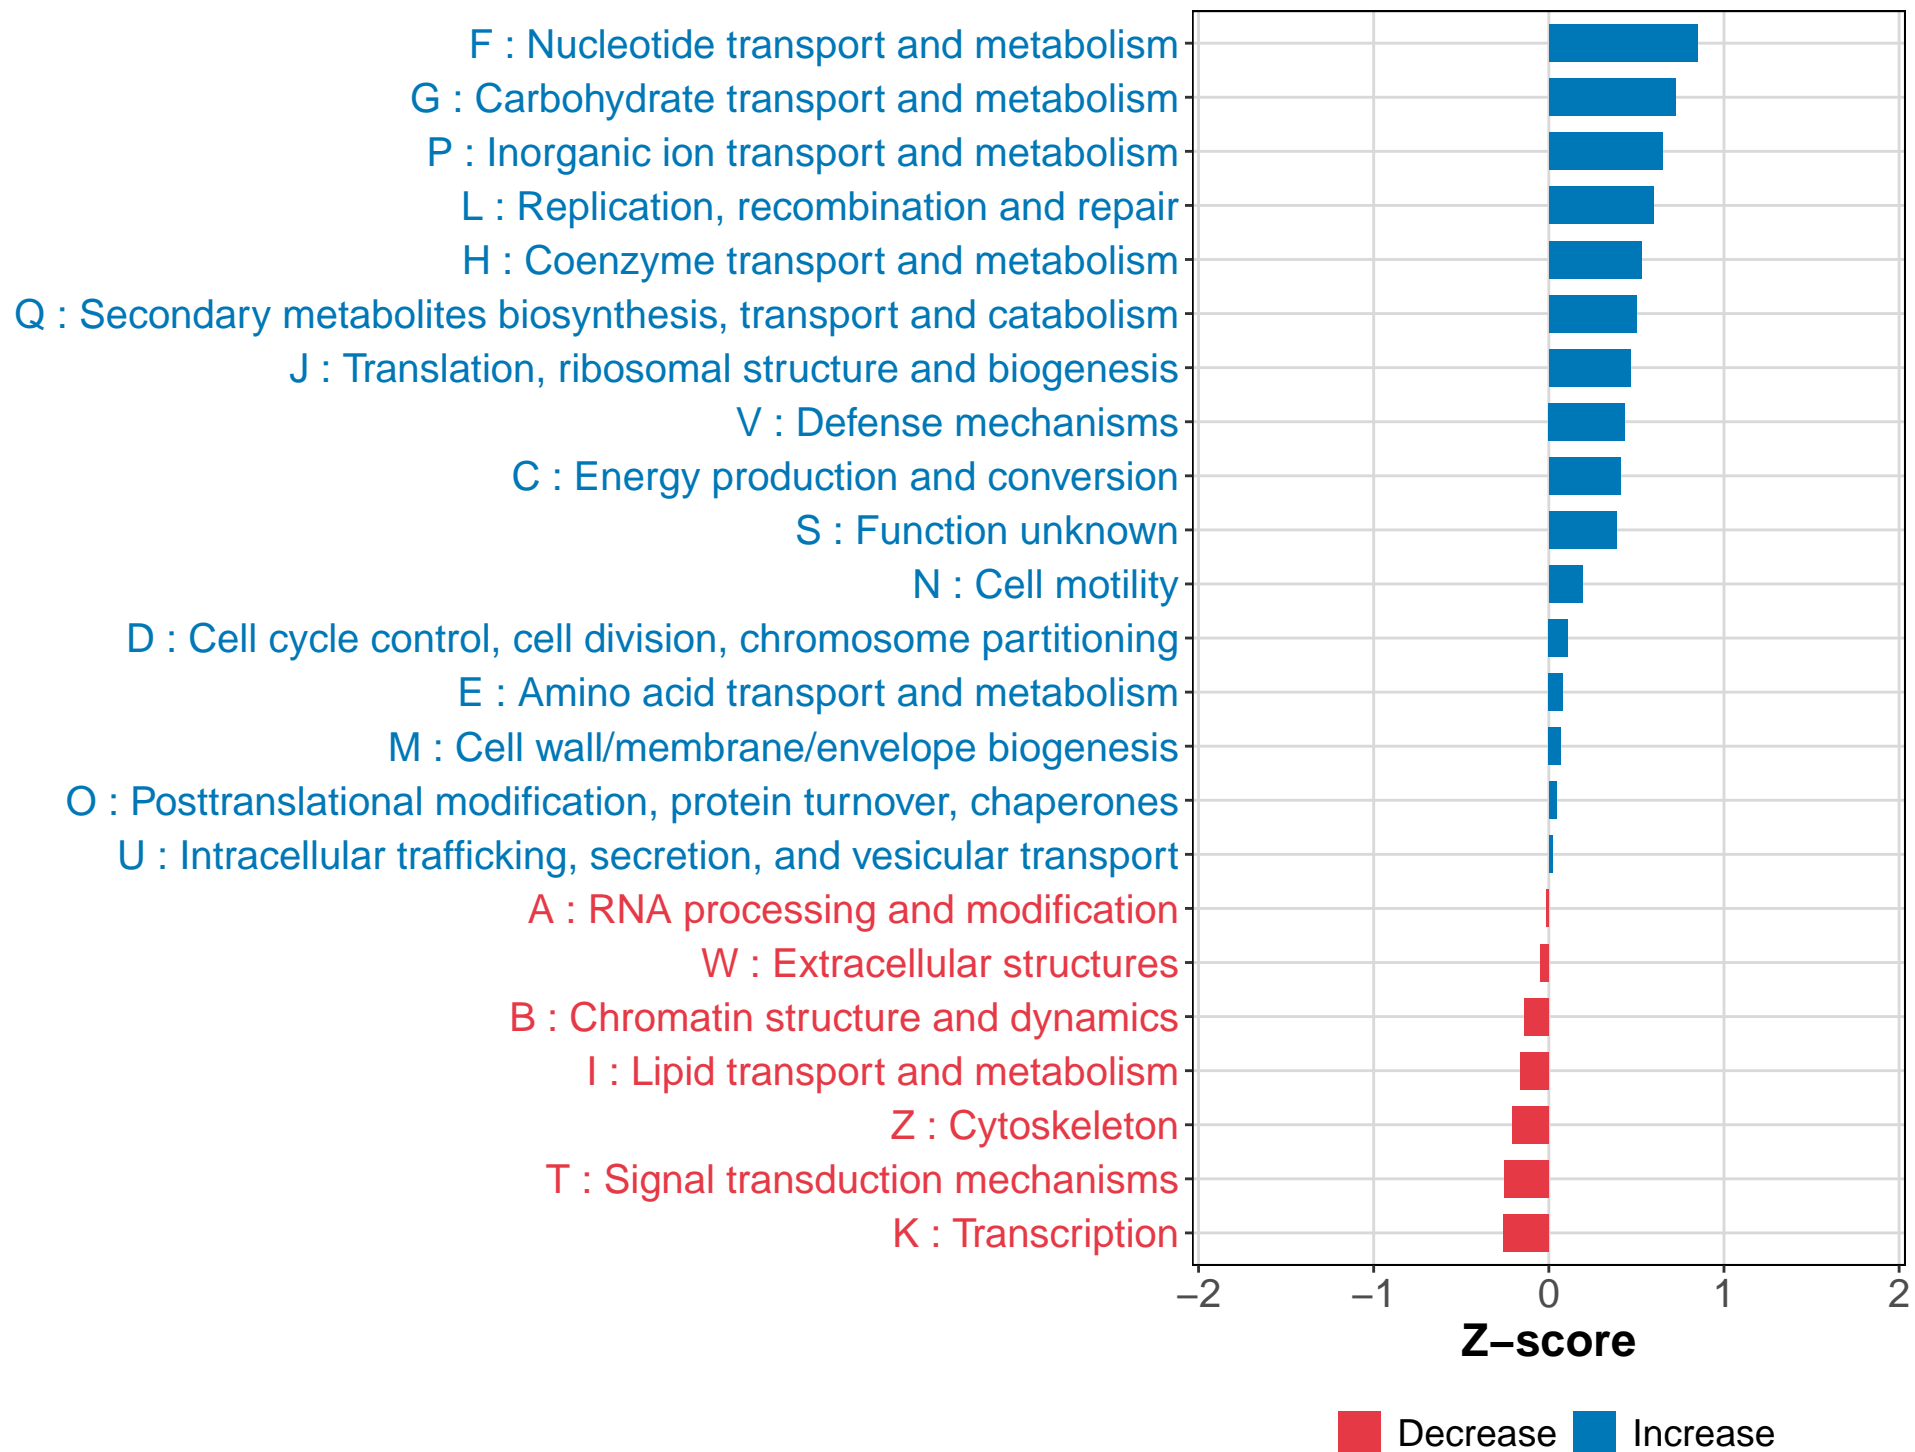 F : Nucleotide transport and metabolism
G : Carbohydrate transport and metabolism
P : Inorganic ion transport and metabolism
L : Replication, recombination and repair
H : Coenzyme transport and metabolism
Q : Secondary metabolites biosynthesis, transport and catabolism
J : Translation, ribosomal structure and biogenesis
V : Defense mechanisms
C : Energy production and conversion
S : Function unknown
N : Cell motility
D : Cell cycle control, cell division, chromosome partitioning
E : Amino acid transport and metabolism
M : Cell wall/membrane/envelope biogenesis
O : Posttranslational modification, protein turnover, chaperones
U : Intracellular trafficking, secretion, and vesicular transport
A : RNA processing and modification
W : Extracellular structures
B : Chromatin structure and dynamics
I : Lipid transport and metabolism
Z : Cytoskeleton
T : Signal transduction mechanisms
K : Transcription
−2 −1 0 1 2
Z−score
Decrease Increase